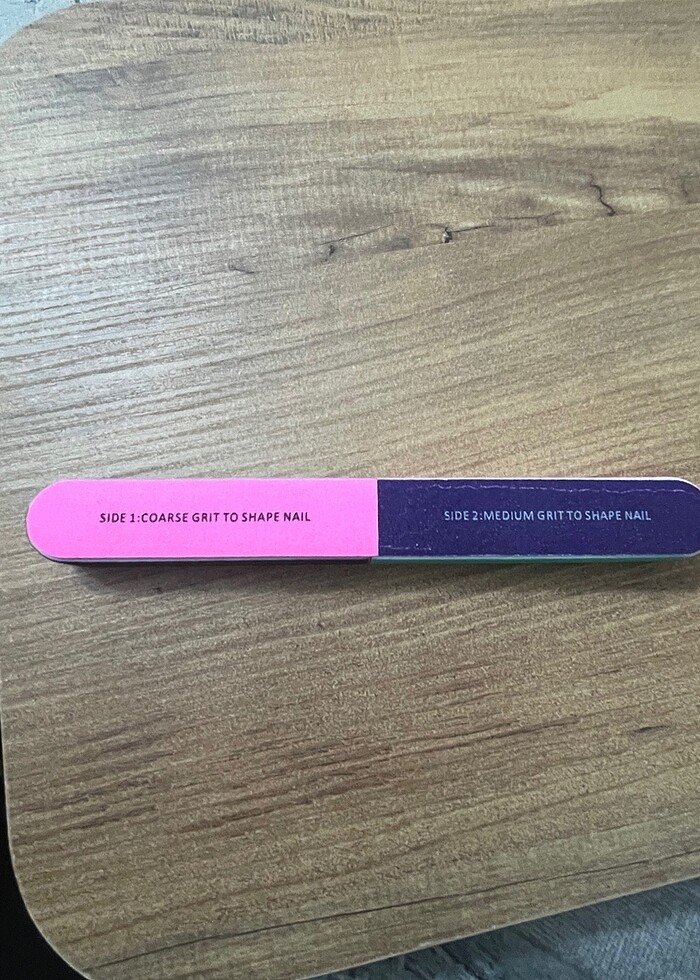 SIDE 1:COARSE GRIT TO SHAPE NAIL
SIDE 2:MEDIUM GRIT TO SHAPE NAIL